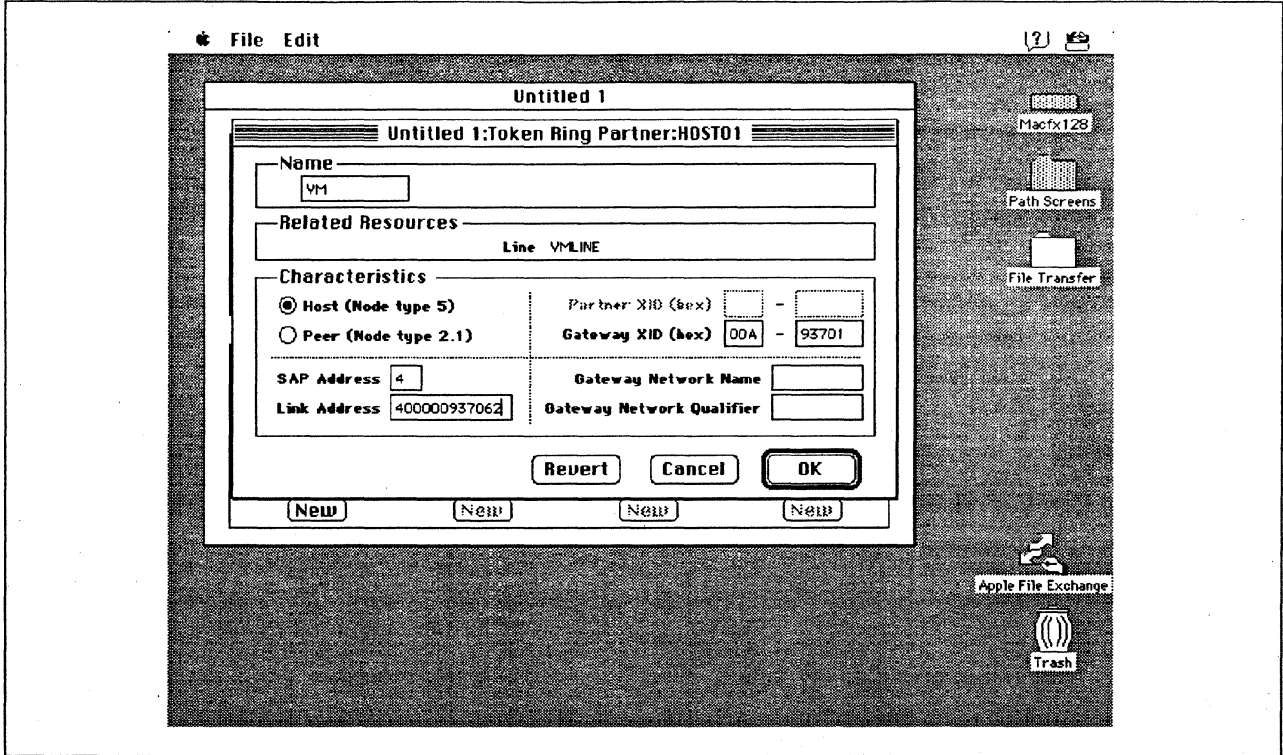 File Edit
Untitled 1
Untitled 1:Token Ring Partner:HOST01
Name
VM
Related Resources
Line VMLINE
Characteristics
Host (Node type 5)
Peer (Node type 2.1)
Partner XID (hex) -
Gateway XID (hex) 00A - 93701
SAP Address 4
Link Address 400000937062
Gateway Network Name
Gateway Network Qualifier
Revert Cancel OK
New New New New
Macfx128
Path Screens
File Transfer
Apple File Exchange
Trash